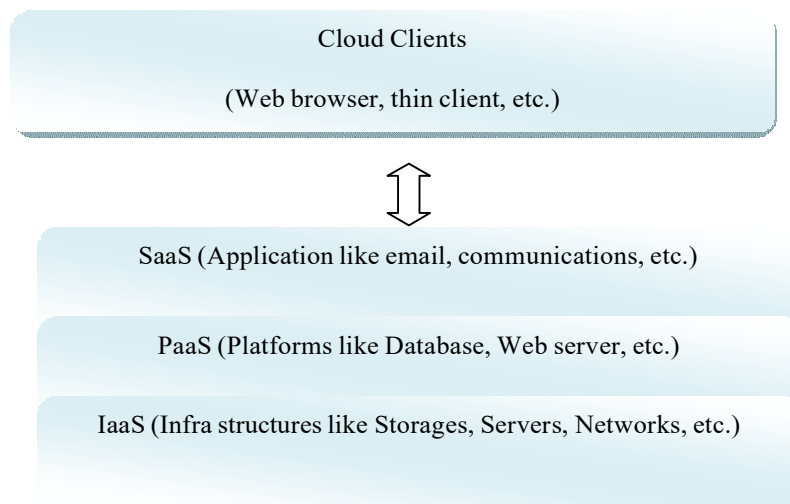 Cloud Clients
(Web browser, thin client, etc.)
SaaS (Application like email, communications, etc.)
PaaS (Platforms like Database, Web server, etc.)
IaaS (Infra structures like Storages, Servers, Networks, etc.)